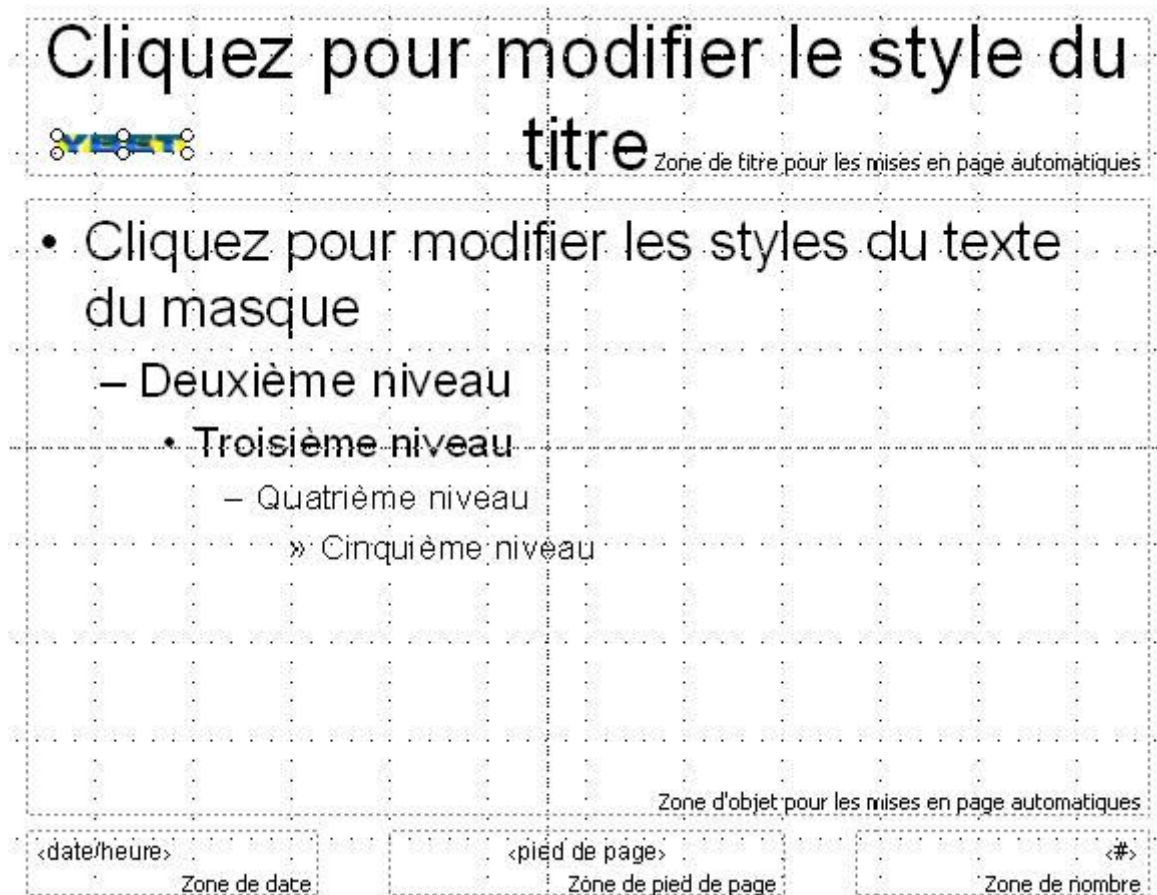 Cliquez pour modifier le style du
titre
YBET
Zone de titre pour les mises en page automatiques
• Cliquez pour modifier les styles du texte
du masque
– Deuxième niveau
• Troisième niveau
– Quatrième niveau
» Cinquième niveau
Zone d'objet pour les mises en page automatiques
<date/heure>
Zone de date
<pied de page>
Zone de pied de page
<#>
Zone de nombre